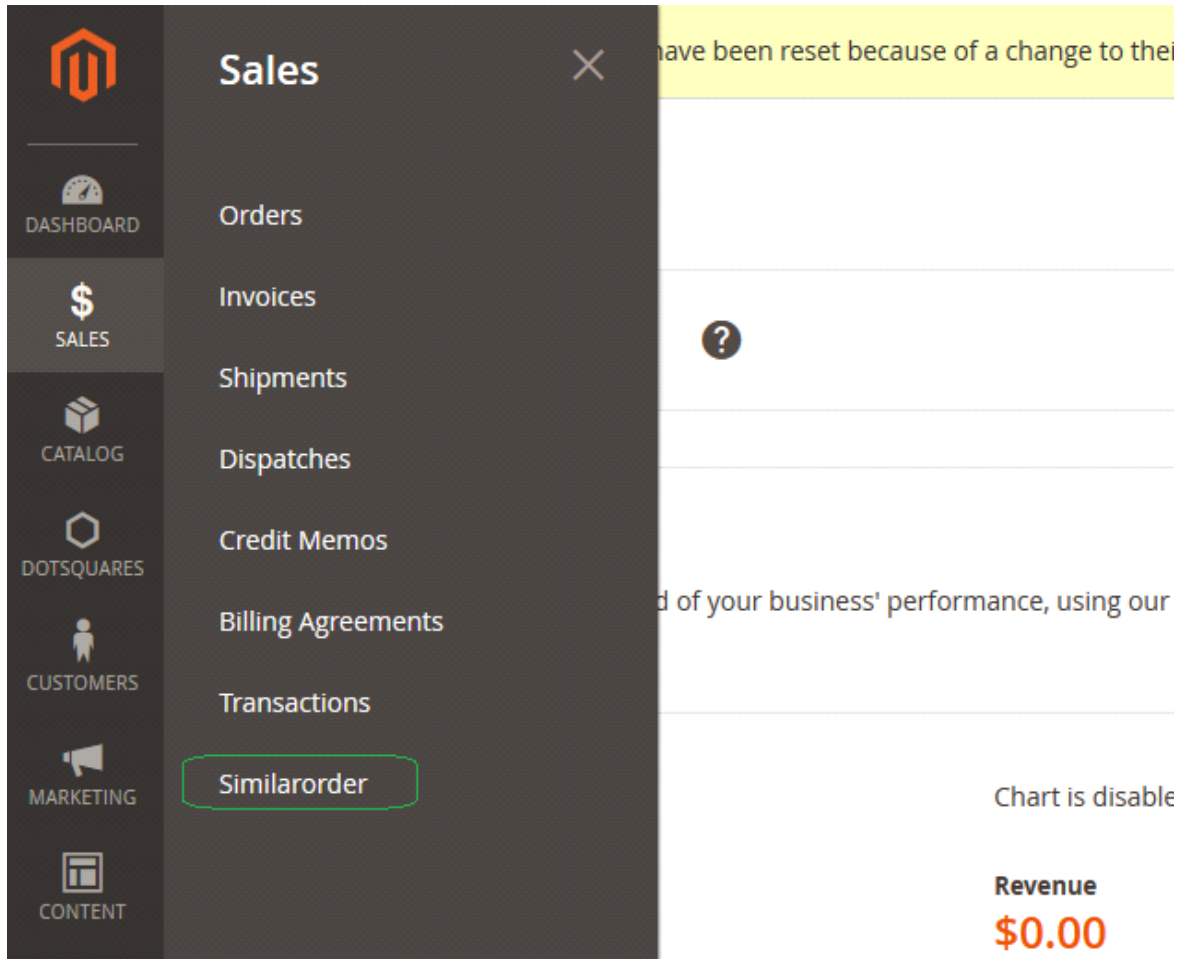 DASHBOARD
SALES
CATALOG
DOTSQUARES
CUSTOMERS
MARKETING
CONTENT
Sales
Orders
Invoices
Shipments
Dispatches
Credit Memos
Billing Agreements
Transactions
Similarorder
have been reset because of a change to thei
?
d of your business' performance, using our
Chart is disable
Revenue
$0.00